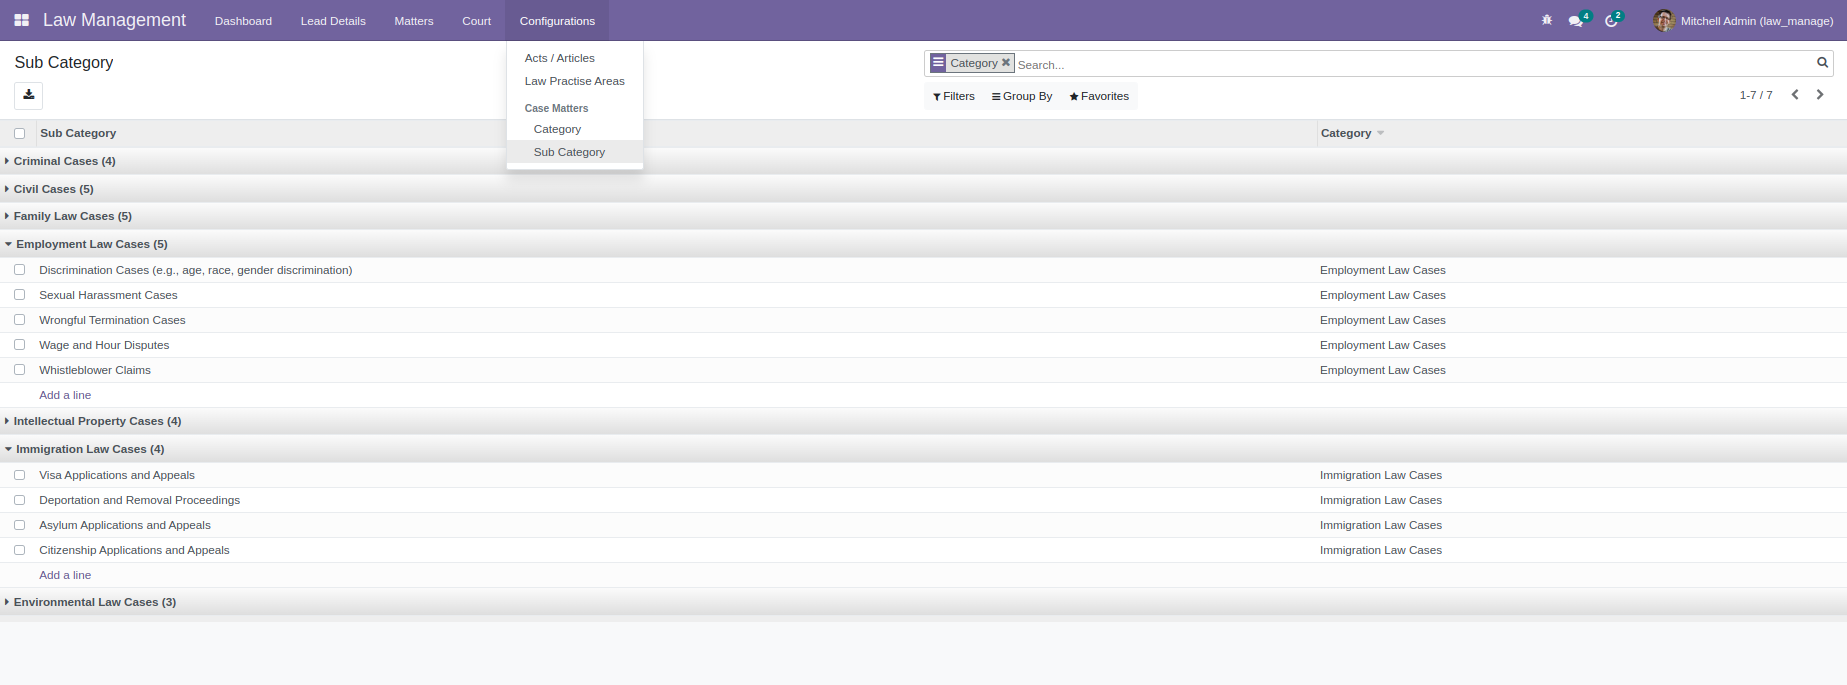 Law Management Dashboard Lead Details Matters Court Configurations 4 2 Mitchell Admin (law_manage)
Sub Category
Acts / Articles
Law Practise Areas
Case Matters
Category
Sub Category
Category Search...
Filters Group By Favorites 1-7 / 7
Sub Category Category
Criminal Cases (4)
Civil Cases (5)
Family Law Cases (5)
Employment Law Cases (5)
Discrimination Cases (e.g., age, race, gender discrimination) Employment Law Cases
Sexual Harassment Cases Employment Law Cases
Wrongful Termination Cases Employment Law Cases
Wage and Hour Disputes Employment Law Cases
Whistleblower Claims Employment Law Cases
Add a line
Intellectual Property Cases (4)
Immigration Law Cases (4)
Visa Applications and Appeals Immigration Law Cases
Deportation and Removal Proceedings Immigration Law Cases
Asylum Applications and Appeals Immigration Law Cases
Citizenship Applications and Appeals Immigration Law Cases
Add a line
Environmental Law Cases (3)